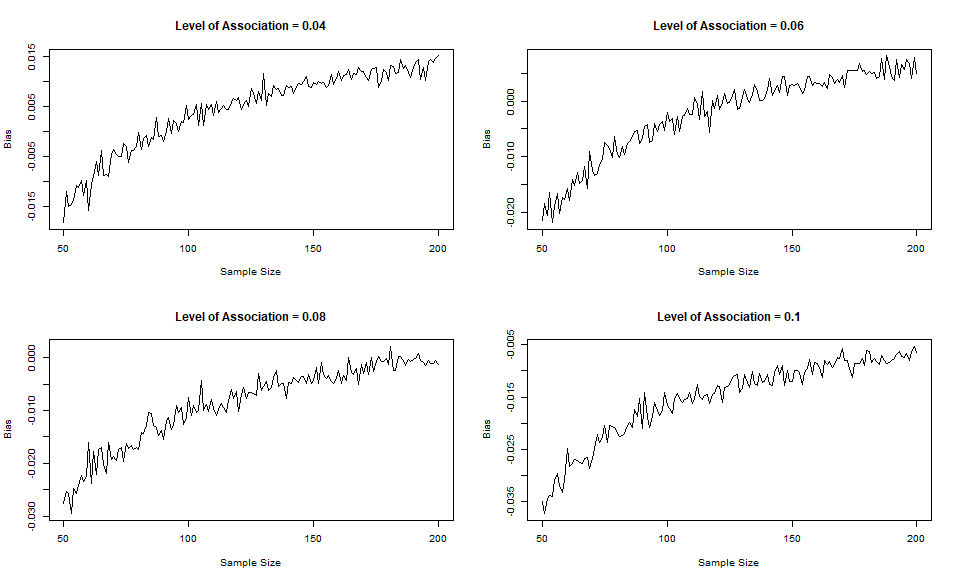 Level of Association = 0.04
Bias
0.015
0.005
-0.005
-0.015
50 100 150 200
Sample Size
Level of Association = 0.06
Bias
0.000
-0.010
-0.020
50 100 150 200
Sample Size
Level of Association = 0.08
Bias
0.000
-0.010
-0.020
-0.030
50 100 150 200
Sample Size
Level of Association = 0.1
Bias
-0.005
-0.015
-0.025
-0.035
50 100 150 200
Sample Size